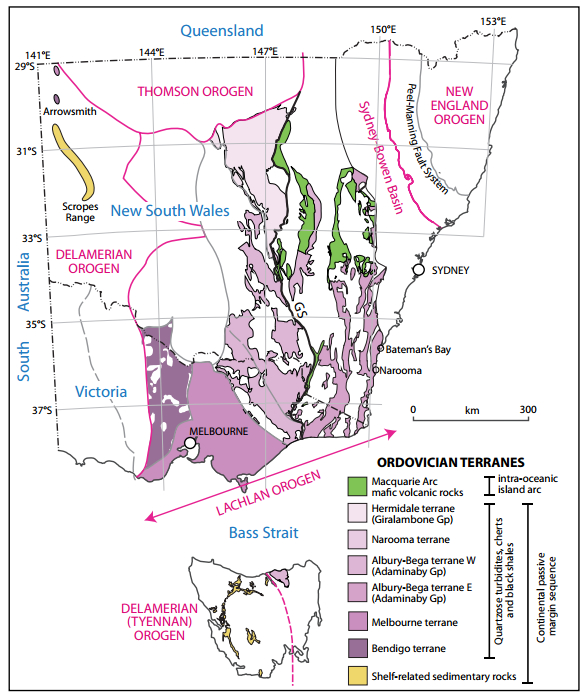 Queensland
150°E
153°E
141°E
144°E
147°E
29°S
THOMSON OROGEN
NEW
ENGLAND
OROGEN
Arrowsmith
Peel-Manning Fault System
Sydney-Bowen Basin
31°S
Scropes
Range
New South Wales
33°S
DELAMERIAN
OROGEN
SYDNEY
South Australia
GS
35°S
Bateman's Bay
Narooma
Victoria
37°S
0 km 300
MELBOURNE
LACHLAN OROGEN
ORDOVICIAN TERRANES
Macquarie Arc
mafic volcanic rocks
intra-oceanic
island arc
Hermidale terrane
(Giralambone Gp)
Narooma terrane
Albury-Bega terrane W
(Adaminaby Gp)
Albury-Bega terrane E
(Adaminaby Gp)
Melbourne terrane
Bendigo terrane
Shelf-related sedimentary rocks
Quartzose turbidites, cherts
and black shales
Continental passive
margin sequence
Bass Strait
DELAMERIAN
(TYENNAN)
OROGEN